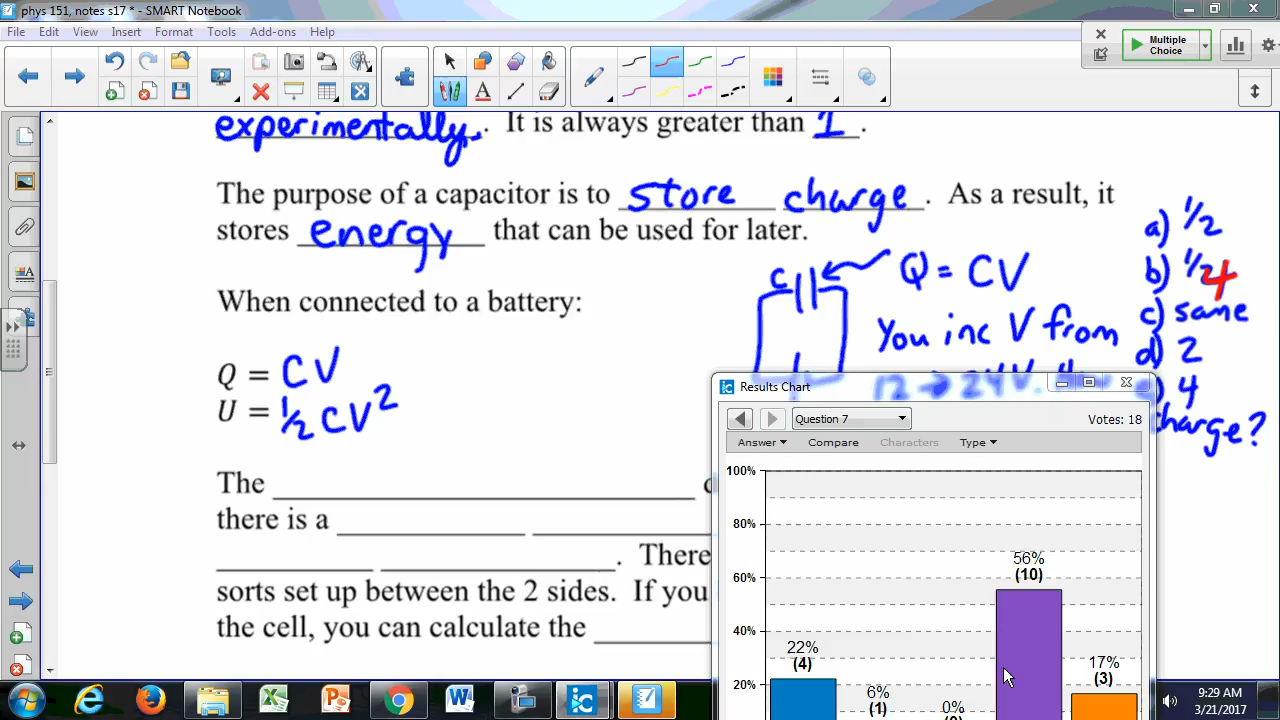 phys 151, notes s17 * - SMART Notebook
File Edit View Insert Format Tools Add-ons Help
Multiple
Choice
experimentally. It is always greater than 1.
The purpose of a capacitor is to store charge. As a result, it
stores energy that can be used for later.
When connected to a battery:
Q = CV
U = 1/2 CV²
C
Q = CV
You inc V from
12 → 24V.
a) 1/2
b) 1/24
c) same
d) 2
) 4
charge?
The
there is a
. There
sorts set up between the 2 sides. If you
the cell, you can calculate the
Results Chart
Question 7
Votes: 18
Answer Compare Characters Type
100%
80%
60%
40%
20%
22%
(4)
6%
(1)
0%
56%
(10)
17%
(3)
9:29 AM
3/21/2017